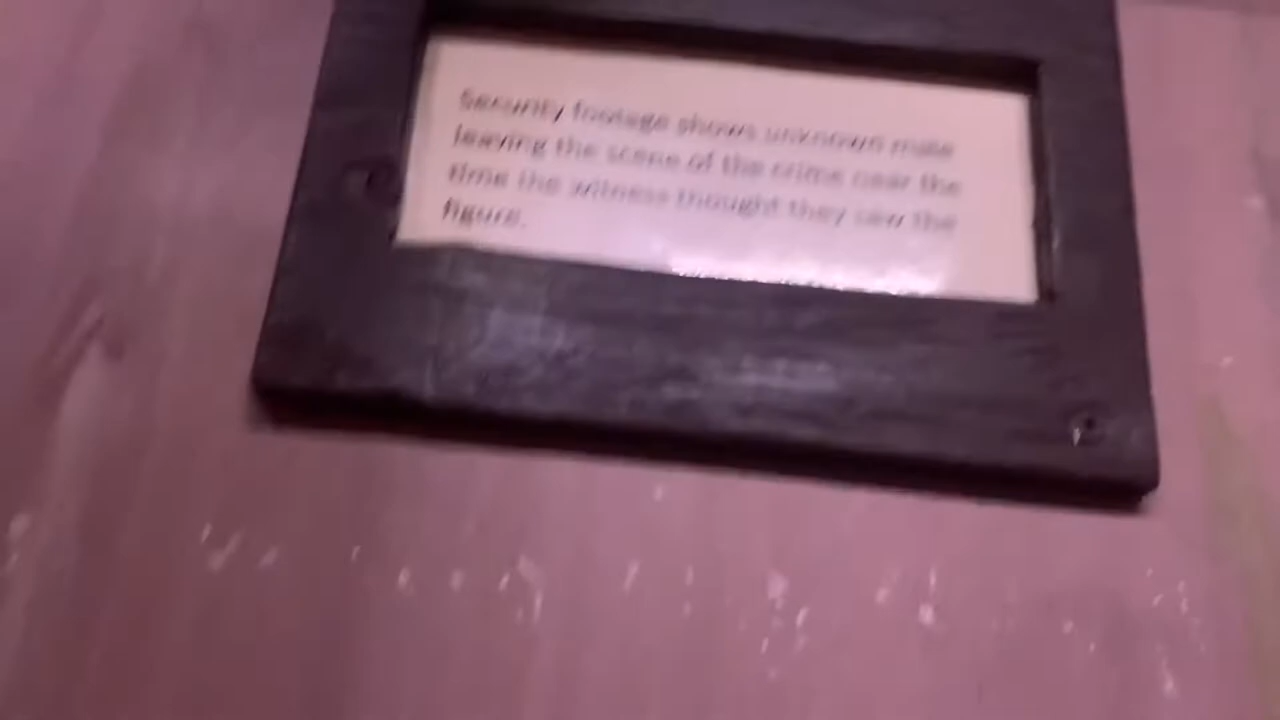 Security footage shows unknown male
leaving the scene of the crime near the
time the witness thought they saw the
figure.